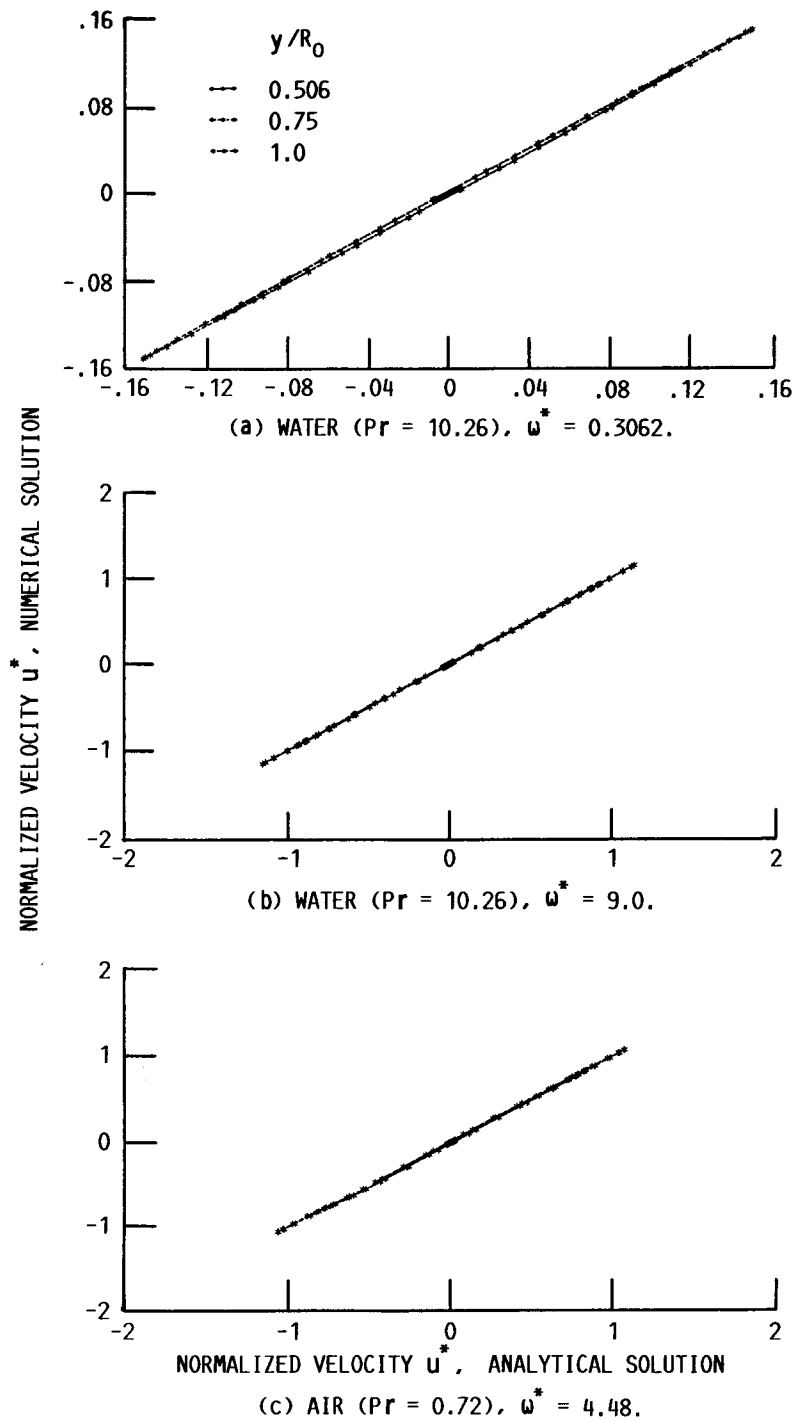 NORMALIZED VELOCITY u*, NUMERICAL SOLUTION
y/R0
0.506
0.75
1.0
.16
.08
0
-.08
-.16
-.16 -.12 -.08 -.04 0 .04 .08 .12 .16
(a) WATER (Pr = 10.26), ω* = 0.3062.
2
1
0
-1
-2
-2 -1 0 1 2
(b) WATER (Pr = 10.26), ω* = 9.0.
2
1
0
-1
-2
-2 -1 0 1 2
NORMALIZED VELOCITY u*, ANALYTICAL SOLUTION
(c) AIR (Pr = 0.72), ω* = 4.48.